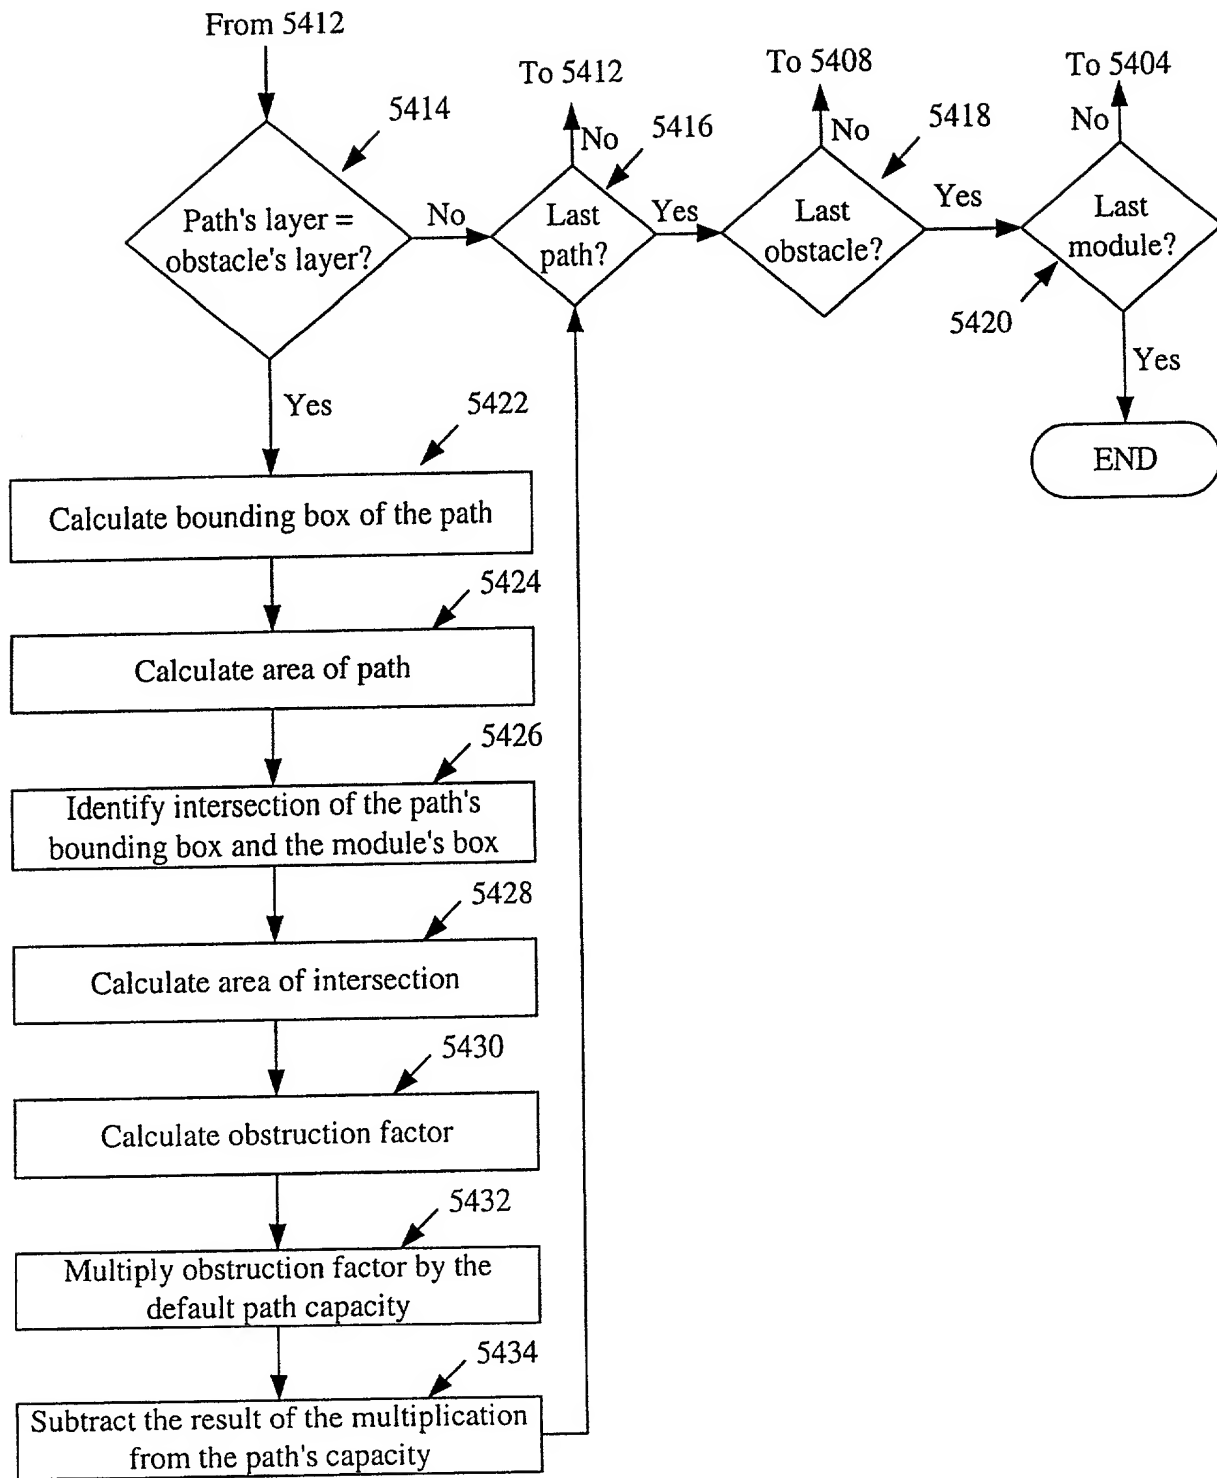 From 5412
To 5412
To 5408
To 5404
5414
No
5416
No
5418
No
Path's layer =
obstacle's layer?
No
Last
path?
Yes
Last
obstacle?
Yes
Last
module?
5420
Yes
END
Yes
5422
Calculate bounding box of the path
5424
Calculate area of path
5426
Identify intersection of the path's
bounding box and the module's box
5428
Calculate area of intersection
5430
Calculate obstruction factor
5432
Multiply obstruction factor by the
default path capacity
5434
Subtract the result of the multiplication
from the path's capacity